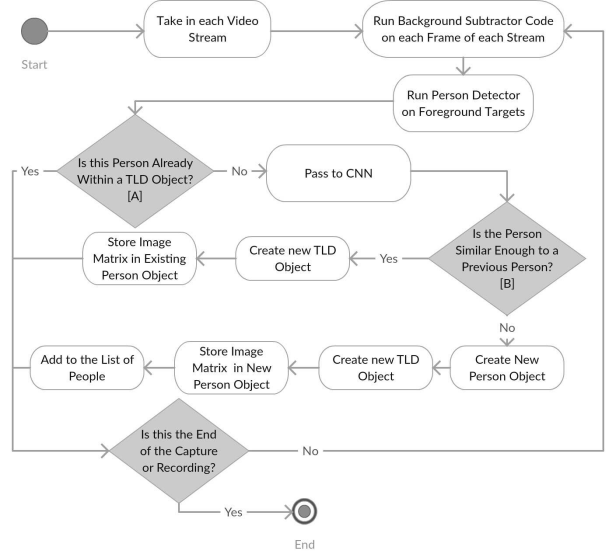 Take in each Video
Stream
Run Background Subtractor Code
on each Frame of each Stream
Start
Run Person Detector
on Foreground Targets
Is this Person Already
Within a TLD Object?
[A]
Yes
No
Pass to CNN
Is the Person
Similar Enough to a
Previous Person?
[B]
Store Image
Matrix in Existing
Person Object
Create new TLD
Object
Yes
No
Add to the List of
People
Store Image
Matrix in New
Person Object
Create new TLD
Object
Create New
Person Object
Is this the End
of the Capture
or Recording?
No
Yes
End